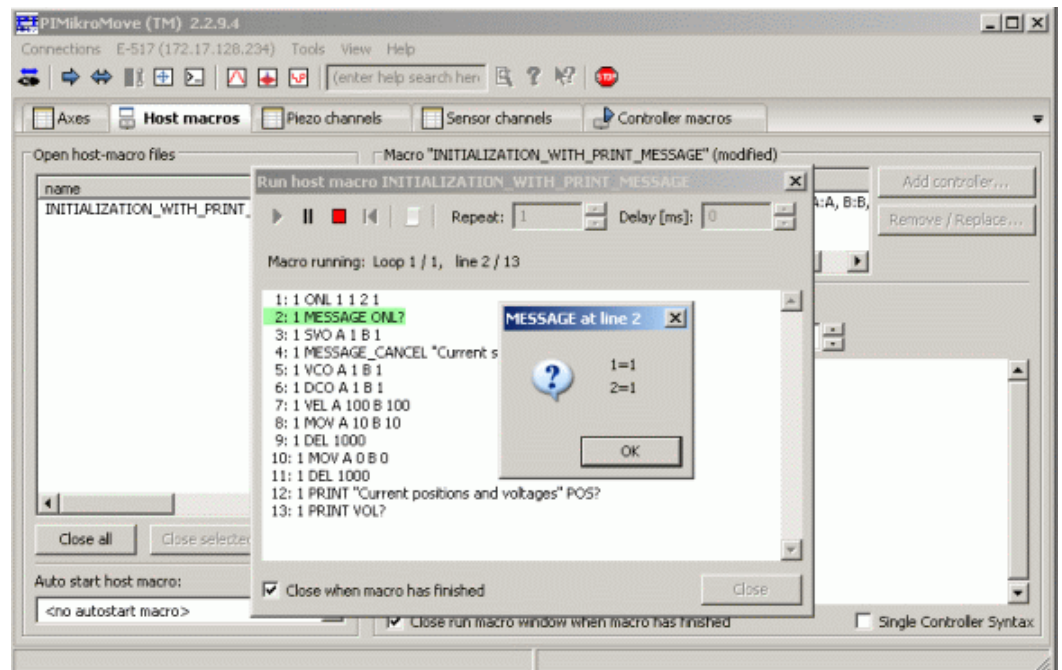 PIMikroMove (TM) 2.2.9.4
Connections E-517 (172.17.128.234) Tools View Help
(enter help search her
STOP
Axes Host macros Piezo channels Sensor channels Controller macros
Open host-macro files
Macro "INITIALIZATION_WITH_PRINT_MESSAGE" (modified)
name
INITIALIZATION_WITH_PRINT_
A:A, B:B,
Add controller...
Remove / Replace...
Run host macro INITIALIZATION_WITH_PRINT_MESSAGE
Repeat: 1 Delay [ms]: 0
Macro running: Loop 1 / 1, line 2 / 13
1: 1 ONL 1 1 2 1
2: 1 MESSAGE ONL?
3: 1 SVO A 1 B 1
4: 1 MESSAGE_CANCEL "Current s
5: 1 VCO A 1 B 1
6: 1 DCO A 1 B 1
7: 1 VEL A 100 B 100
8: 1 MOV A 10 B 10
9: 1 DEL 1000
10: 1 MOV A 0 B 0
11: 1 DEL 1000
12: 1 PRINT "Current positions and voltages" POS?
13: 1 PRINT VOL?
MESSAGE at line 2
1=1
2=1
OK
Close when macro has finished
Close
Close all Close selected
Auto start host macro:
<no autostart macro>
Close run macro window when macro has finished
Single Controller Syntax